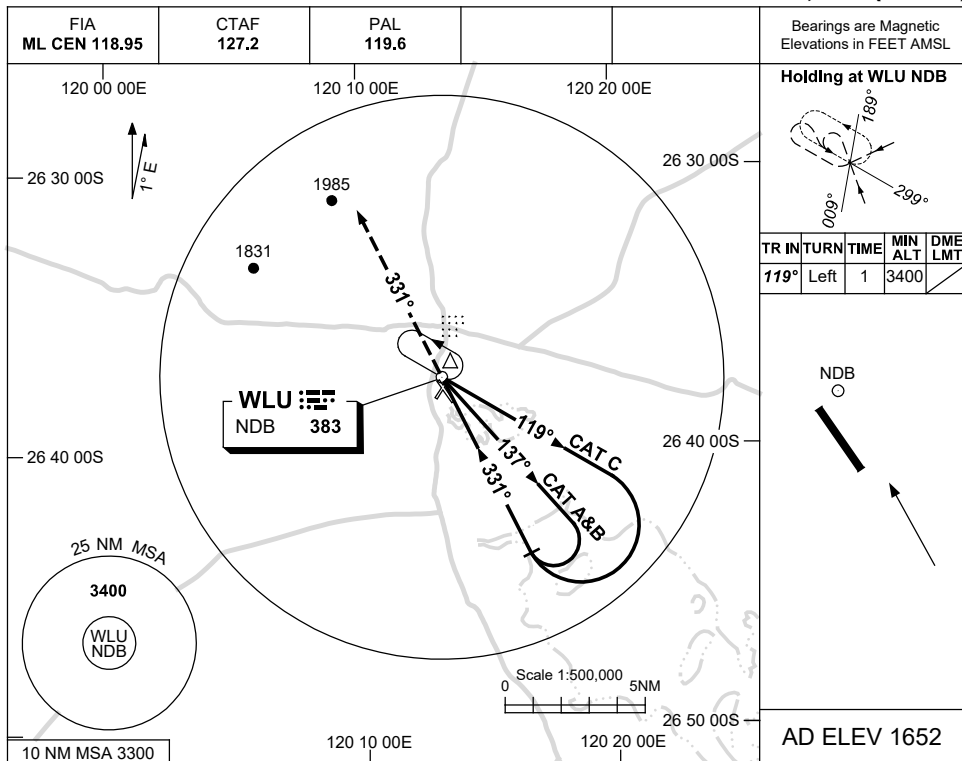 FIA
ML CEN 118.95
CTAF
127.2
PAL
119.6
Bearings are Magnetic
Elevations in FEET AMSL
120 00 00E
120 10 00E
120 20 00E
1° E
26 30 00S
26 30 00S
1985
1831
331°
WLU
NDB 383
119°
CAT C
137°
CAT A&B
331°
26 40 00S
26 40 00S
25 NM MSA
3400
WLU
NDB
Scale 1:500,000
0 5NM
26 50 00S
10 NM MSA 3300
120 10 00E
120 20 00E
Holding at WLU NDB
189°
299°
009°
TR IN TURN TIME MIN ALT DME LMT
119° Left 1 3400
NDB
AD ELEV 1652